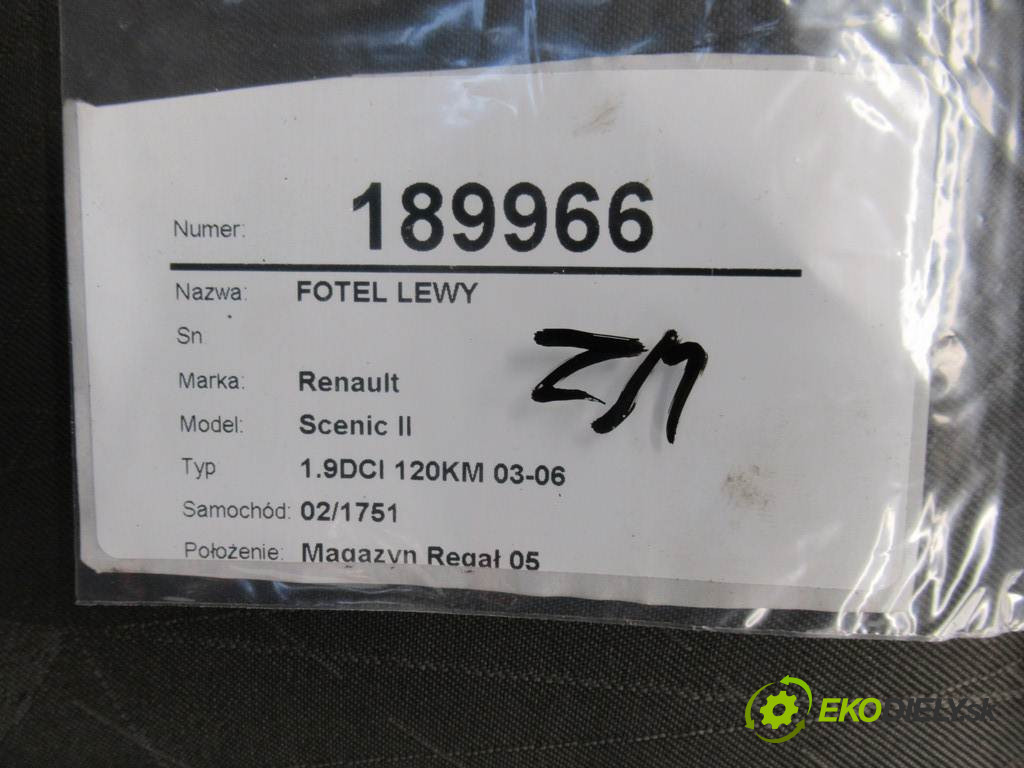 Numer: 189966
Nazwa: FOTEL LEWY
Sn
Marka: Renault
Model: Scenic II
Typ 1.9DCI 120KM 03-06
Samochód: 02/1751
Położenie: Magazyn Regał 05
ZM
EKODIELY.SK